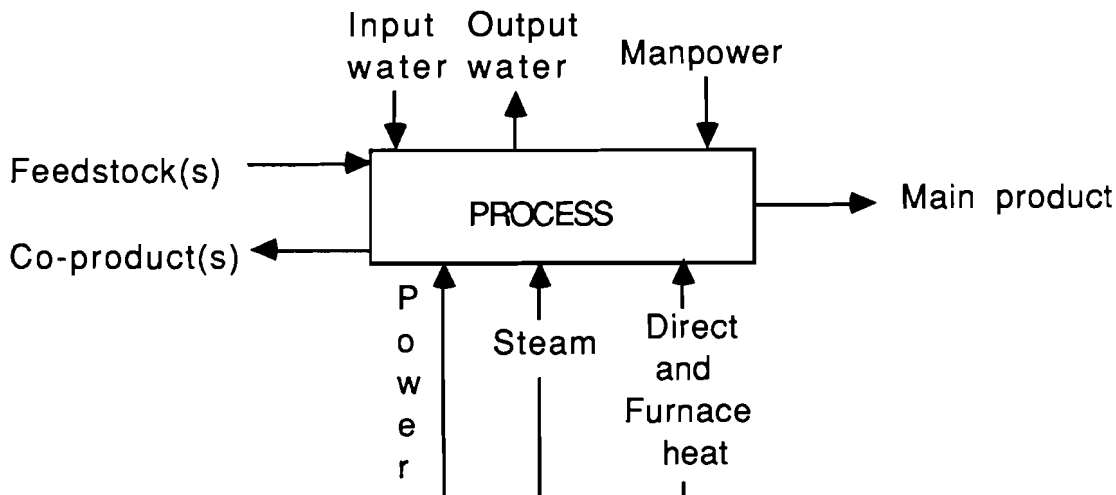 Input
water
Output
water
Manpower
Feedstock(s)
PROCESS
Main product
Co-product(s)
P
o
w
e
r
Steam
Direct
and
Furnace
heat